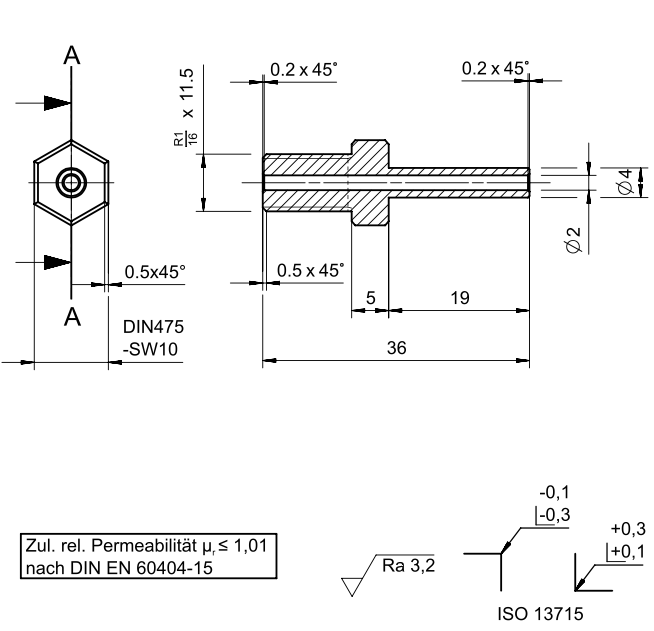 A
0.2 x 45°
0.2 x 45°
R1/16 x 11.5
Ø4
Ø2
0.5x45°
0.5 x 45°
A
5
19
DIN475
-SW10
36
Zul. rel. Permeabilität μr ≤ 1,01
nach DIN EN 60404-15
Ra 3,2
-0,1
-0,3
+0,3
+0,1
ISO 13715